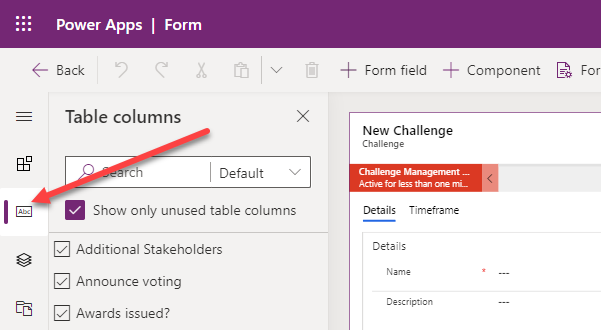 Power Apps | Form
Back
Form field
Component
For
Table columns
Search
Default
Show only unused table columns
Abc
Additional Stakeholders
Announce voting
Awards issued?
New Challenge
Challenge
Challenge Management ...
Active for less than one mi...
Details Timeframe
Details
Name * ---
Description ---